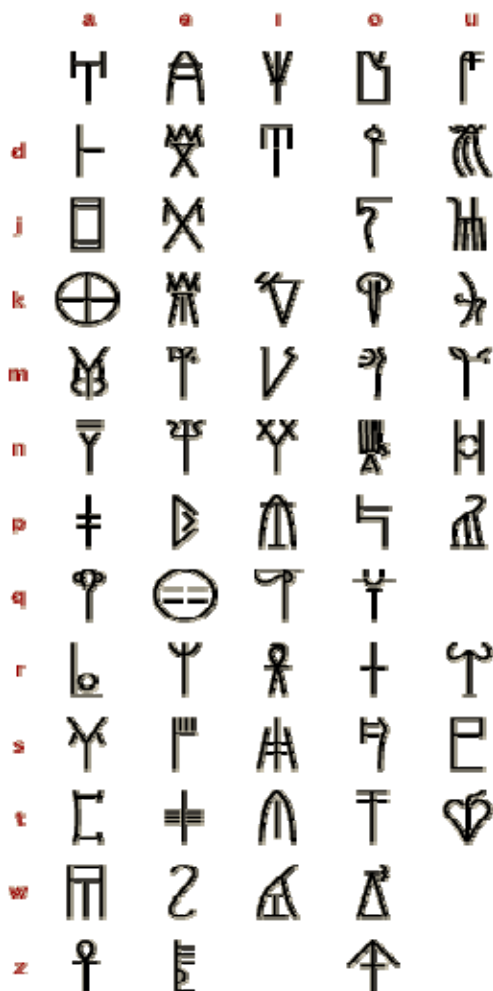 a e i o u
𐀀 𐀁 𐀂 𐀃 𐀄
d 𐀅 𐀆 𐀇 𐀈 𐀉
j 𐀊 𐀋 𐀍 𐀎
k 𐀏 𐀐 𐀑 𐀒 𐀓
m 𐀔 𐀕 𐀖 𐀗 𐀘
n 𐀙 𐀚 𐀛 𐀜 𐀝
p 𐀞 𐀟 𐀠 𐀡 𐀢
q 𐀣 𐀤 𐀥 𐀦
r 𐀨 𐀩 𐀪 𐀫 𐀬
s 𐀭 𐀮 𐀯 𐀰 𐀱
t 𐀲 𐀳 𐀴 𐀵 𐀶
w 𐀷 𐀸 𐀹 𐀺
z 𐀼 𐀽 𐀿